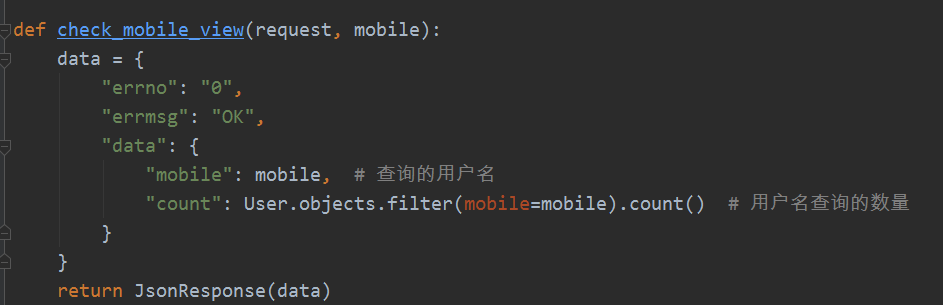 def check_mobile_view(request, mobile):
    data = {
        "errno": "0",
        "errmsg": "OK",
        "data": {
            "mobile": mobile,  # 查询的用户名
            "count": User.objects.filter(mobile=mobile).count()  # 用户名查询的数量
        }
    }
    return JsonResponse(data)